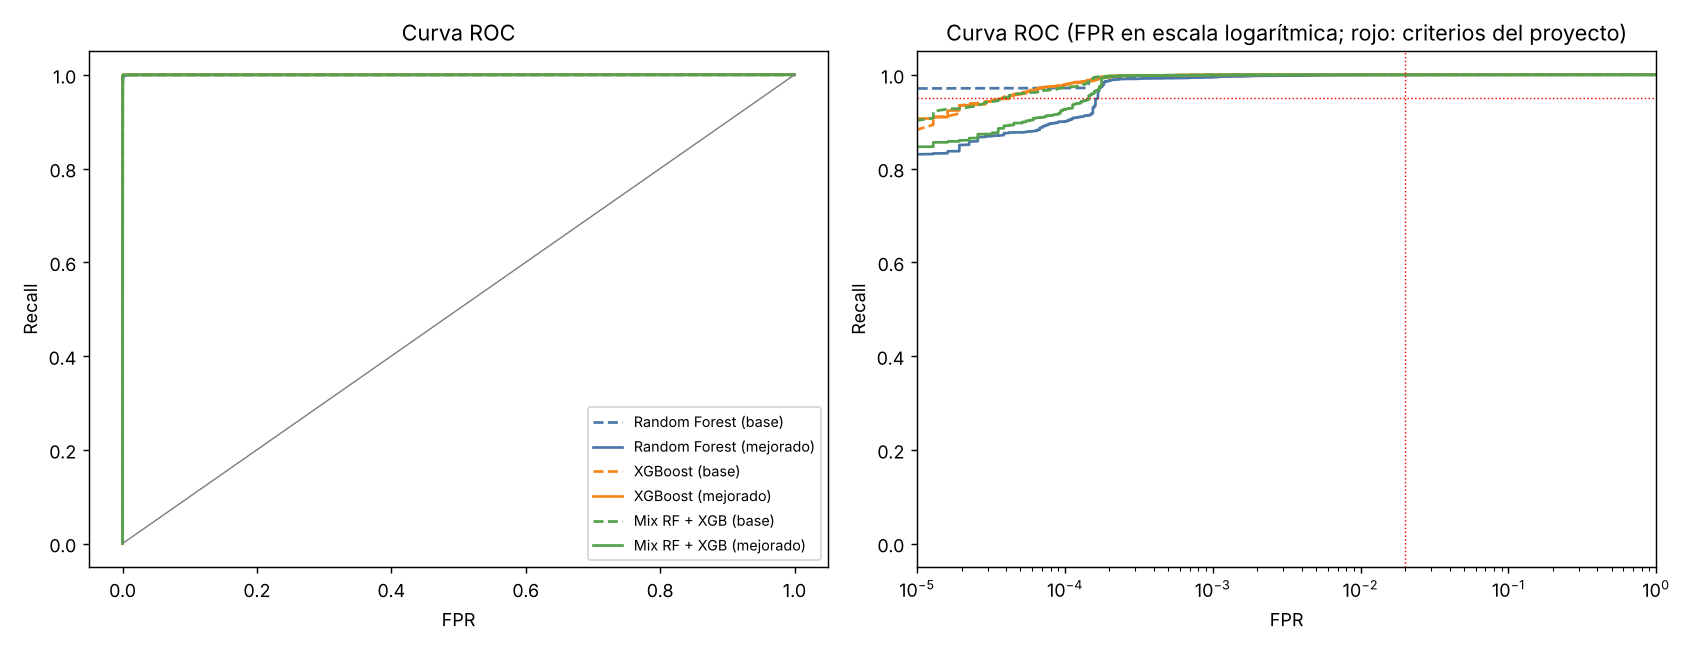 Curva ROC
1.0
0.8
0.6
0.4
0.2
0.0
Recall
0.0 0.2 0.4 0.6 0.8 1.0
FPR
Random Forest (base)
Random Forest (mejorado)
XGBoost (base)
XGBoost (mejorado)
Mix RF + XGB (base)
Mix RF + XGB (mejorado)
Curva ROC (FPR en escala logarítmica; rojo: criterios del proyecto)
1.0
0.8
0.6
0.4
0.2
0.0
Recall
10⁻⁵ 10⁻⁴ 10⁻³ 10⁻² 10⁻¹ 10⁰
FPR